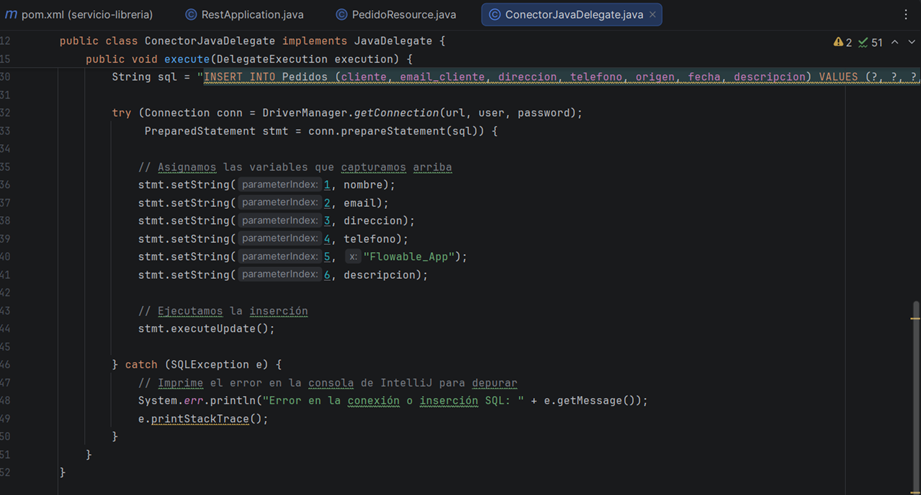 pom.xml (servicio-libreria) RestApplication.java PedidoResource.java ConectorJavaDelegate.java
12 public class ConectorJavaDelegate implements JavaDelegate { 2 51
15 public void execute(DelegateExecution execution) {
30 String sql = "INSERT INTO Pedidos (cliente, email_cliente, direccion, telefono, origen, fecha, descripcion) VALUES (?, ?, ?,
31
32 try (Connection conn = DriverManager.getConnection(url, user, password);
33 PreparedStatement stmt = conn.prepareStatement(sql)) {
34
35 // Asignamos las variables que capturamos arriba
36 stmt.setString( parameterIndex: 1, nombre);
37 stmt.setString( parameterIndex: 2, email);
38 stmt.setString( parameterIndex: 3, direccion);
39 stmt.setString( parameterIndex: 4, telefono);
40 stmt.setString( parameterIndex: 5, x: "Flowable_App");
41 stmt.setString( parameterIndex: 6, descripcion);
42
43 // Ejecutamos la inserción
44 stmt.executeUpdate();
45
46 } catch (SQLException e) {
47 // Imprime el error en la consola de IntelliJ para depurar
48 System.err.println("Error en la conexión o inserción SQL: " + e.getMessage());
49 e.printStackTrace();
50 }
51 }
52 }